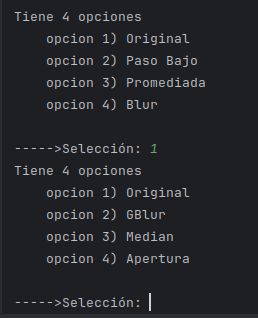 Tiene 4 opciones
opcion 1) Original
opcion 2) Paso Bajo
opcion 3) Promediada
opcion 4) Blur
----->Selección: 1
Tiene 4 opciones
opcion 1) Original
opcion 2) GBlur
opcion 3) Median
opcion 4) Apertura
----->Selección: